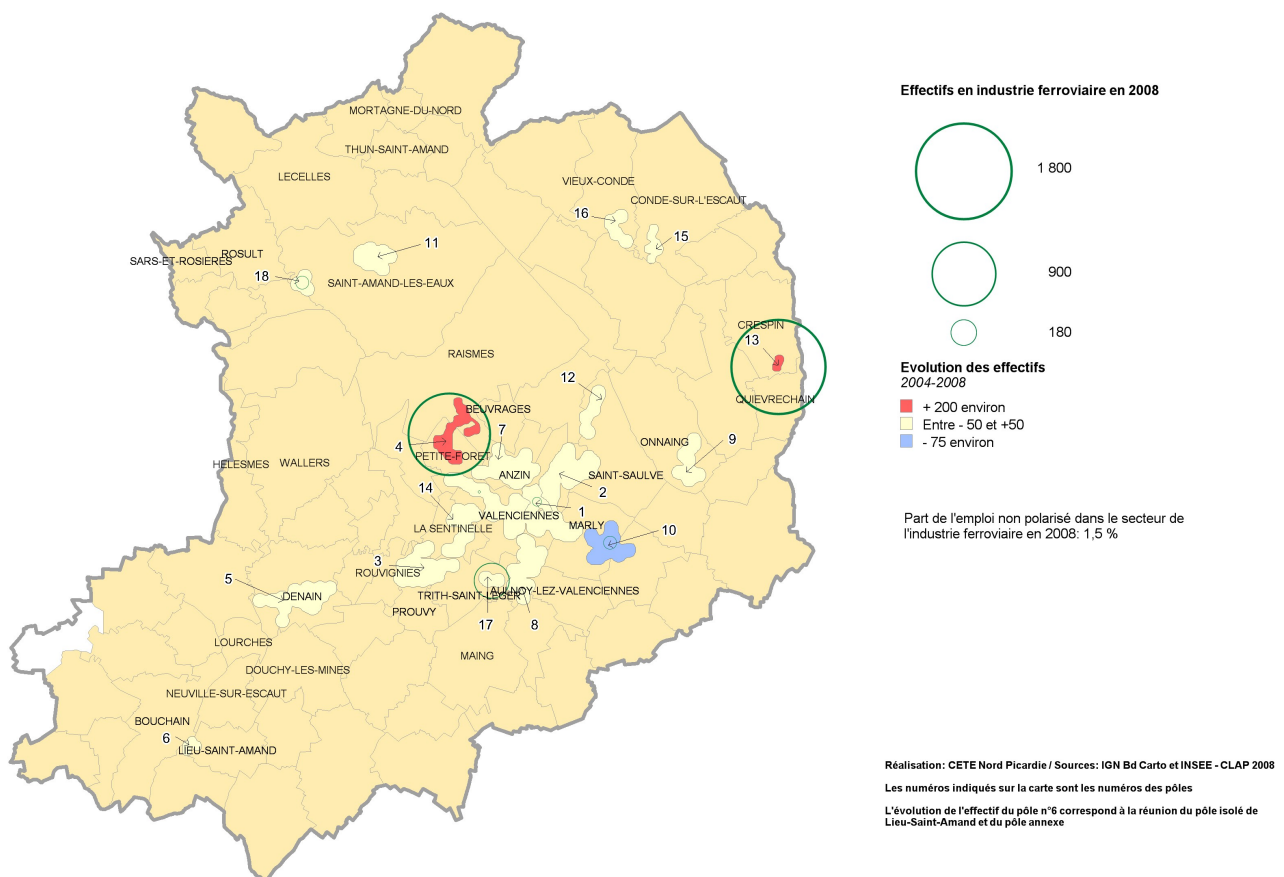 MORTAGNE-DU-NORD
THUN-SAINT-AMAND
LECELLES
VIEUX-CONDE
CONDE-SUR-L'ESCAUT
16
15
11
ROSULT
SARS-ET-ROSIERES
18
SAINT-AMAND-LES-EAUX
CRESPIN
13
RAISMES
12
QUIEVRECHAIN
BEUVRAGES
7
4
PETITE-FORET
ONNAING
9
HELESMES
WALLERS
ANZIN
SAINT-SAULVE
14
2
1
VALENCIENNES
MARLY
LA SENTINELLE
10
3
ROUVIGNIES
5
DENAIN
TRITH-SAINT-LEGER
AULNOY-LEZ-VALENCIENNES
PROUVY
17
8
LOURCHES
MAING
DOUCHY-LES-MINES
NEUVILLE-SUR-ESCAUT
BOUCHAIN
6
LIEU-SAINT-AMAND
Effectifs en industrie ferroviaire en 2008
1 800
900
180
Evolution des effectifs
2004-2008
+ 200 environ
Entre - 50 et +50
- 75 environ
Part de l'emploi non polarisé dans le secteur de
l'industrie ferroviaire en 2008: 1,5 %
Réalisation: CETE Nord Picardie / Sources: IGN Bd Carto et INSEE - CLAP 2008
Les numéros indiqués sur la carte sont les numéros des pôles
L'évolution de l'effectif du pôle n°6 correspond à la réunion du pôle isolé de
Lieu-Saint-Amand et du pôle annexe